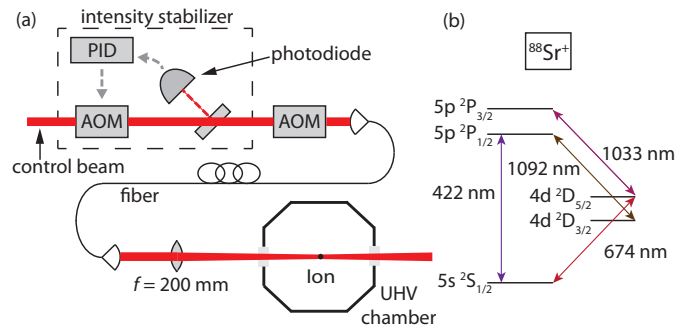 (a)
intensity stabilizer
PID
photodiode
AOM
AOM
control beam
fiber
f = 200 mm
Ion
UHV
chamber
(b)
⁸⁸Sr⁺
5p ²P₃/₂
5p ²P₁/₂
1033 nm
1092 nm
422 nm
4d ²D₅/₂
4d ²D₃/₂
674 nm
5s ²S₁/₂